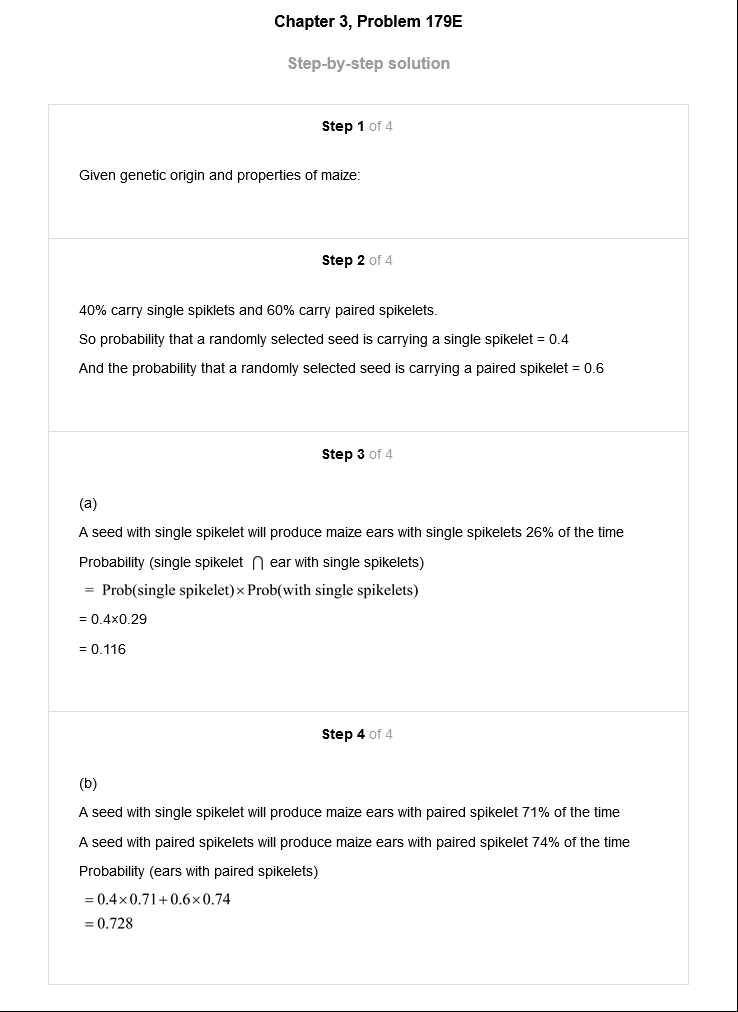 Chapter 3, Problem 179E
Step-by-step solution
Step 1 of 4
Given genetic origin and properties of maize:
Step 2 of 4
40% carry single spiklets and 60% carry paired spikelets.
So probability that a randomly selected seed is carrying a single spikelet = 0.4
And the probability that a randomly selected seed is carrying a paired spikelet = 0.6
Step 3 of 4
(a)
A seed with single spikelet will produce maize ears with single spikelets 26% of the time
Probability (single spikelet ⋂ ear with single spikelets)
= Prob(single spikelet)×Prob(with single spikelets)
= 0.4×0.29
= 0.116
Step 4 of 4
(b)
A seed with single spikelet will produce maize ears with paired spikelet 71% of the time
A seed with paired spikelets will produce maize ears with paired spikelet 74% of the time
Probability (ears with paired spikelets)
= 0.4×0.71+0.6×0.74
= 0.728